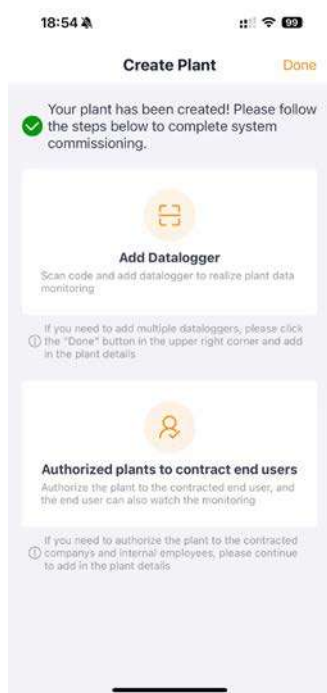 18:54
99
Create Plant
Done
Your plant has been created! Please follow
the steps below to complete system
commissioning.
Add Datalogger
Scan code and add datalogger to realize plant data
monitoring
If you need to add multiple dataloggers, please click
the "Done" button in the upper right corner and add
in the plant details
Authorized plants to contract end users
Authorize the plant to the contracted end user, and
the end user can also watch the monitoring
If you need to authorize the plant to the contracted
companys and internal employees, please continue
to add in the plant details